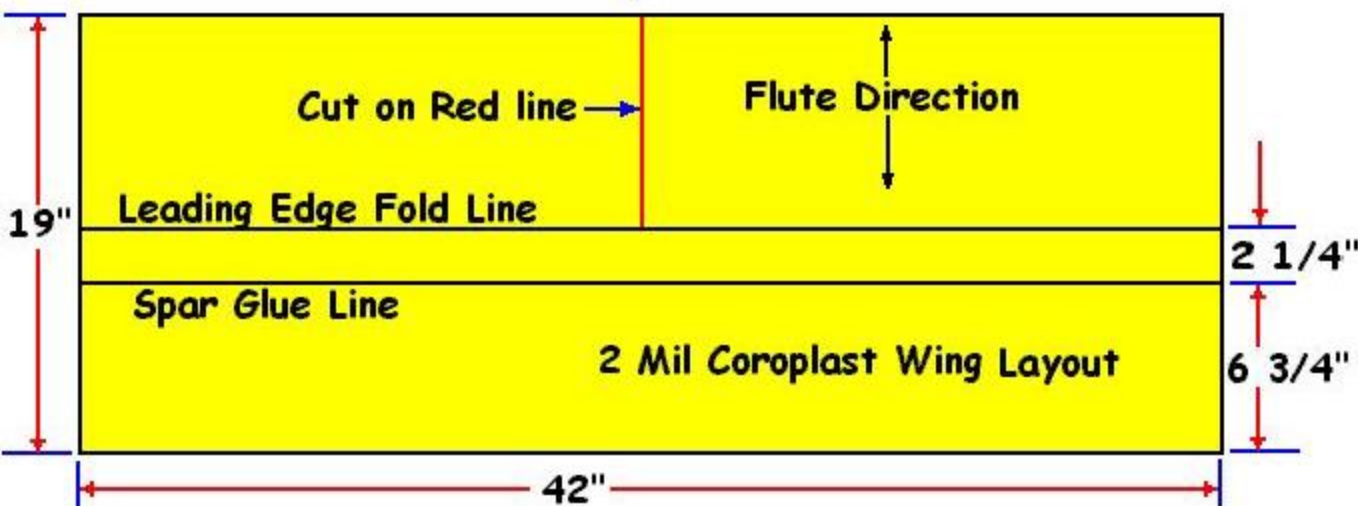 Cut on Red line
Flute Direction
Leading Edge Fold Line
19"
2 1/4"
Spar Glue Line
2 Mil Coroplast Wing Layout
6 3/4"
42"